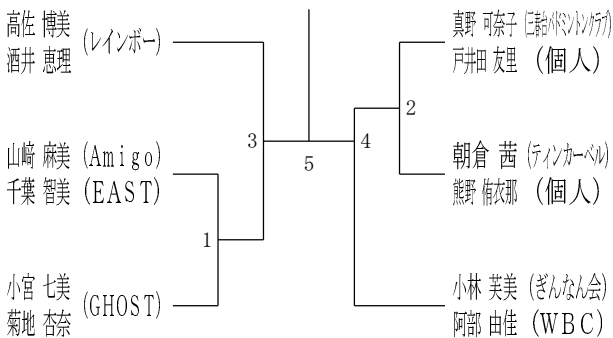 高佐 博美 (レインボー)
酒井 恵理
山﨑 麻美 (Amigo)
千葉 智美 (EAST)
小宮 七美 (GHOST)
菊地 杏奈
3
1
5
4
2
真野 可奈子 (三春台バドミントンクラブ)
戸井田 友里 (個人)
朝倉 茜 (ティンカーベル)
熊野 侑衣那 (個人)
小林 芙美 (ぎんなん会)
阿部 由佳 (WBC)